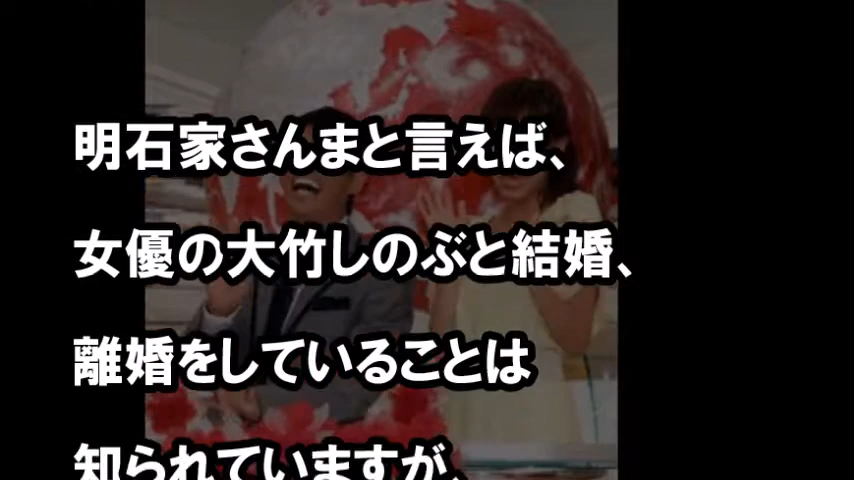 明石家さんまと言えば、
女優の大竹しのぶと結婚、
離婚をしていることは
知られていますが、